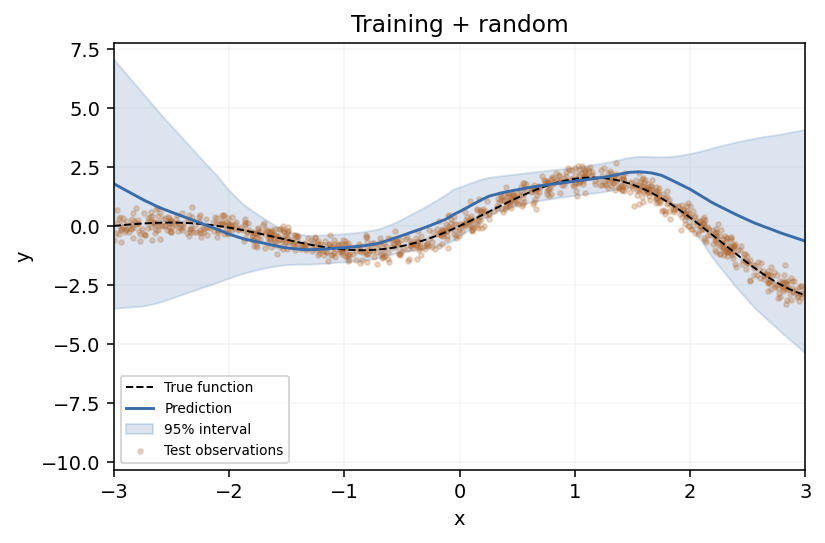 Training + random
7.5
5.0
2.5
0.0
−2.5
−5.0
−7.5
−10.0
y
True function
Prediction
95% interval
Test observations
−3
−2
−1
0
1
2
3
x